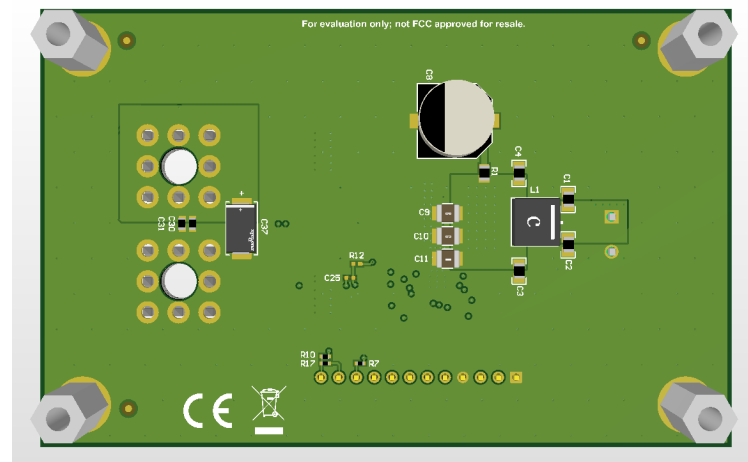 For evaluation only; not FCC approved for resale.
C8
C4
R1
C1
L1
C
C9
C10
C11
C2
C3
C31
C30
C37
+
+
R12
C25
R10
R17
R7
CE